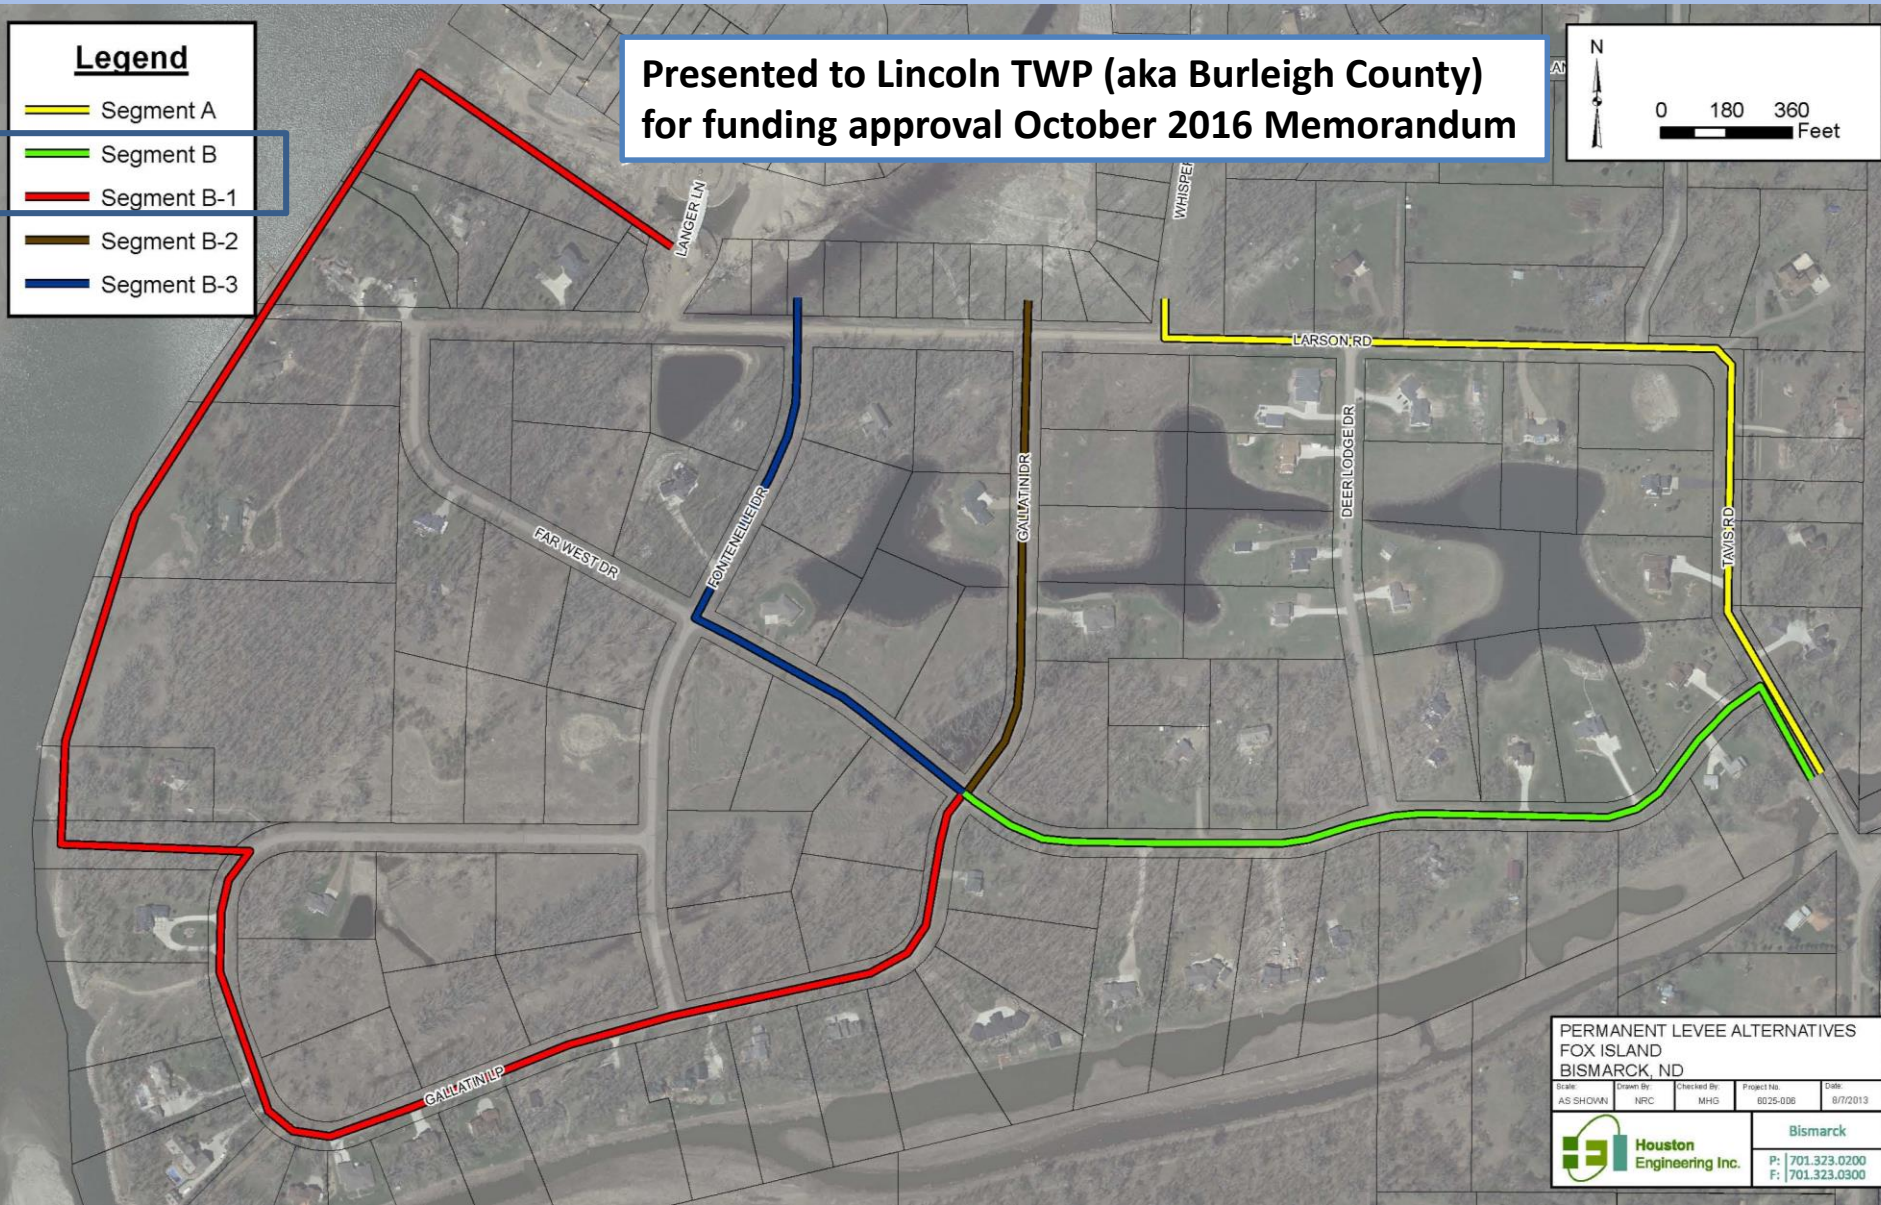 Legend
Segment A
Segment B
Segment B-1
Segment B-2
Segment B-3
Presented to Lincoln TWP (aka Burleigh County)
for funding approval October 2016 Memorandum
N
0 180 360
Feet
LANGER LN
WHISPE
LARSON RD
DEER LODGE DR
TAVIS RD
GALLATIN DR
FONTENELLE DR
FAR WEST DR
GALLATIN LP
PERMANENT LEVEE ALTERNATIVES
FOX ISLAND
BISMARCK, ND
Scale: Drawn By: Checked By: Project No. Date:
AS SHOWN NRC MHG 6025-006 8/7/2013
Houston
Engineering Inc.
Bismarck
P: 701.323.0200
F: 701.323.0300